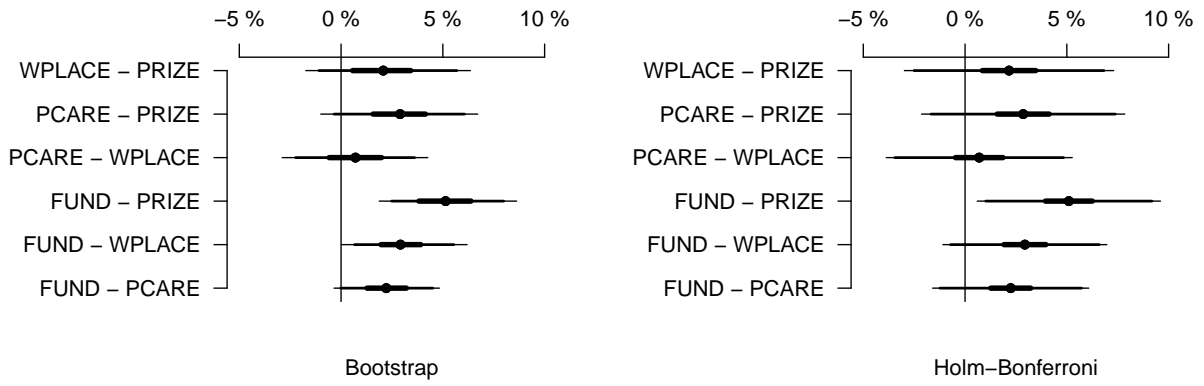 −5 % 0 % 5 % 10 %
WPLACE − PRIZE
PCARE − PRIZE
PCARE − WPLACE
FUND − PRIZE
FUND − WPLACE
FUND − PCARE
Bootstrap
−5 % 0 % 5 % 10 %
WPLACE − PRIZE
PCARE − PRIZE
PCARE − WPLACE
FUND − PRIZE
FUND − WPLACE
FUND − PCARE
Holm−Bonferroni